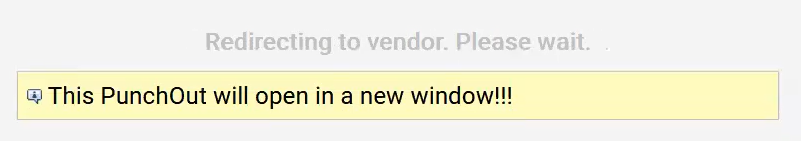 Redirecting to vendor. Please wait.
This PunchOut will open in a new window!!!